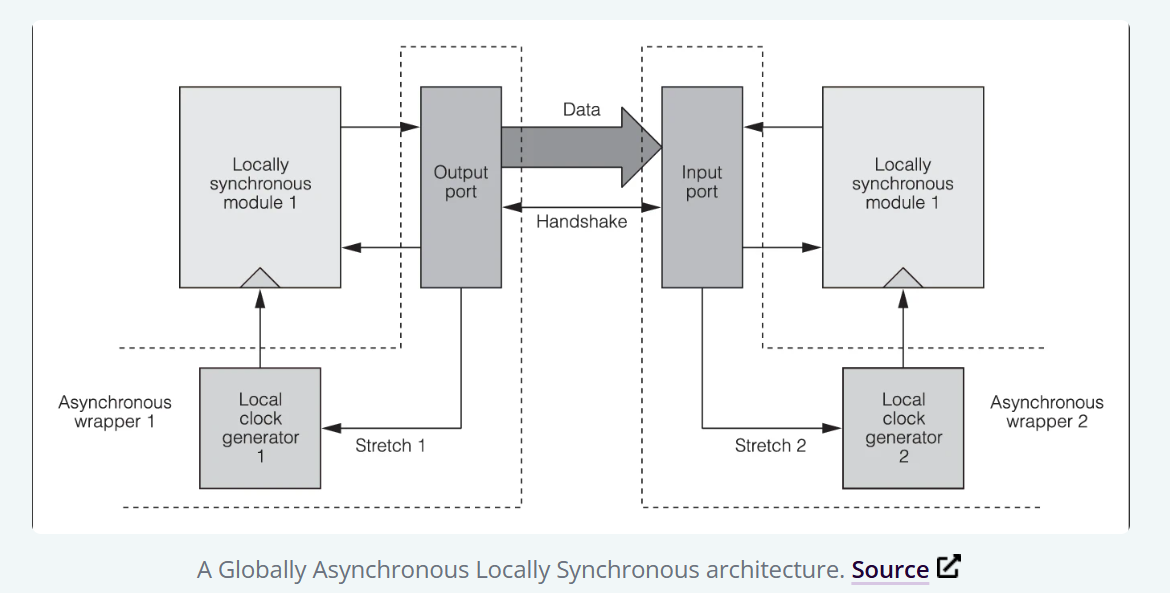 Data
Locally
synchronous
module 1
Output
port
Input
port
Locally
synchronous
module 1
Handshake
Asynchronous
wrapper 1
Local
clock
generator
1
Stretch 1
Stretch 2
Local
clock
generator
2
Asynchronous
wrapper 2
A Globally Asynchronous Locally Synchronous architecture. Source